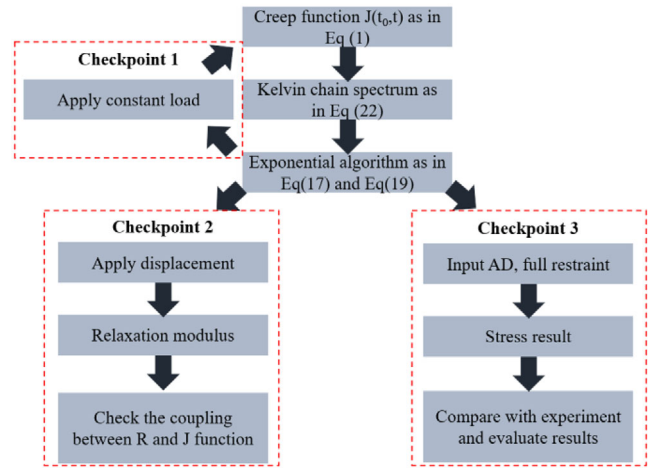 Creep function J(t0,t) as in
Eq (1)
Checkpoint 1
Apply constant load
Kelvin chain spectrum as
in Eq (22)
Exponential algorithm as in
Eq(17) and Eq(19)
Checkpoint 2
Apply displacement
Relaxation modulus
Check the coupling
between R and J function
Checkpoint 3
Input AD, full restraint
Stress result
Compare with experiment
and evaluate results